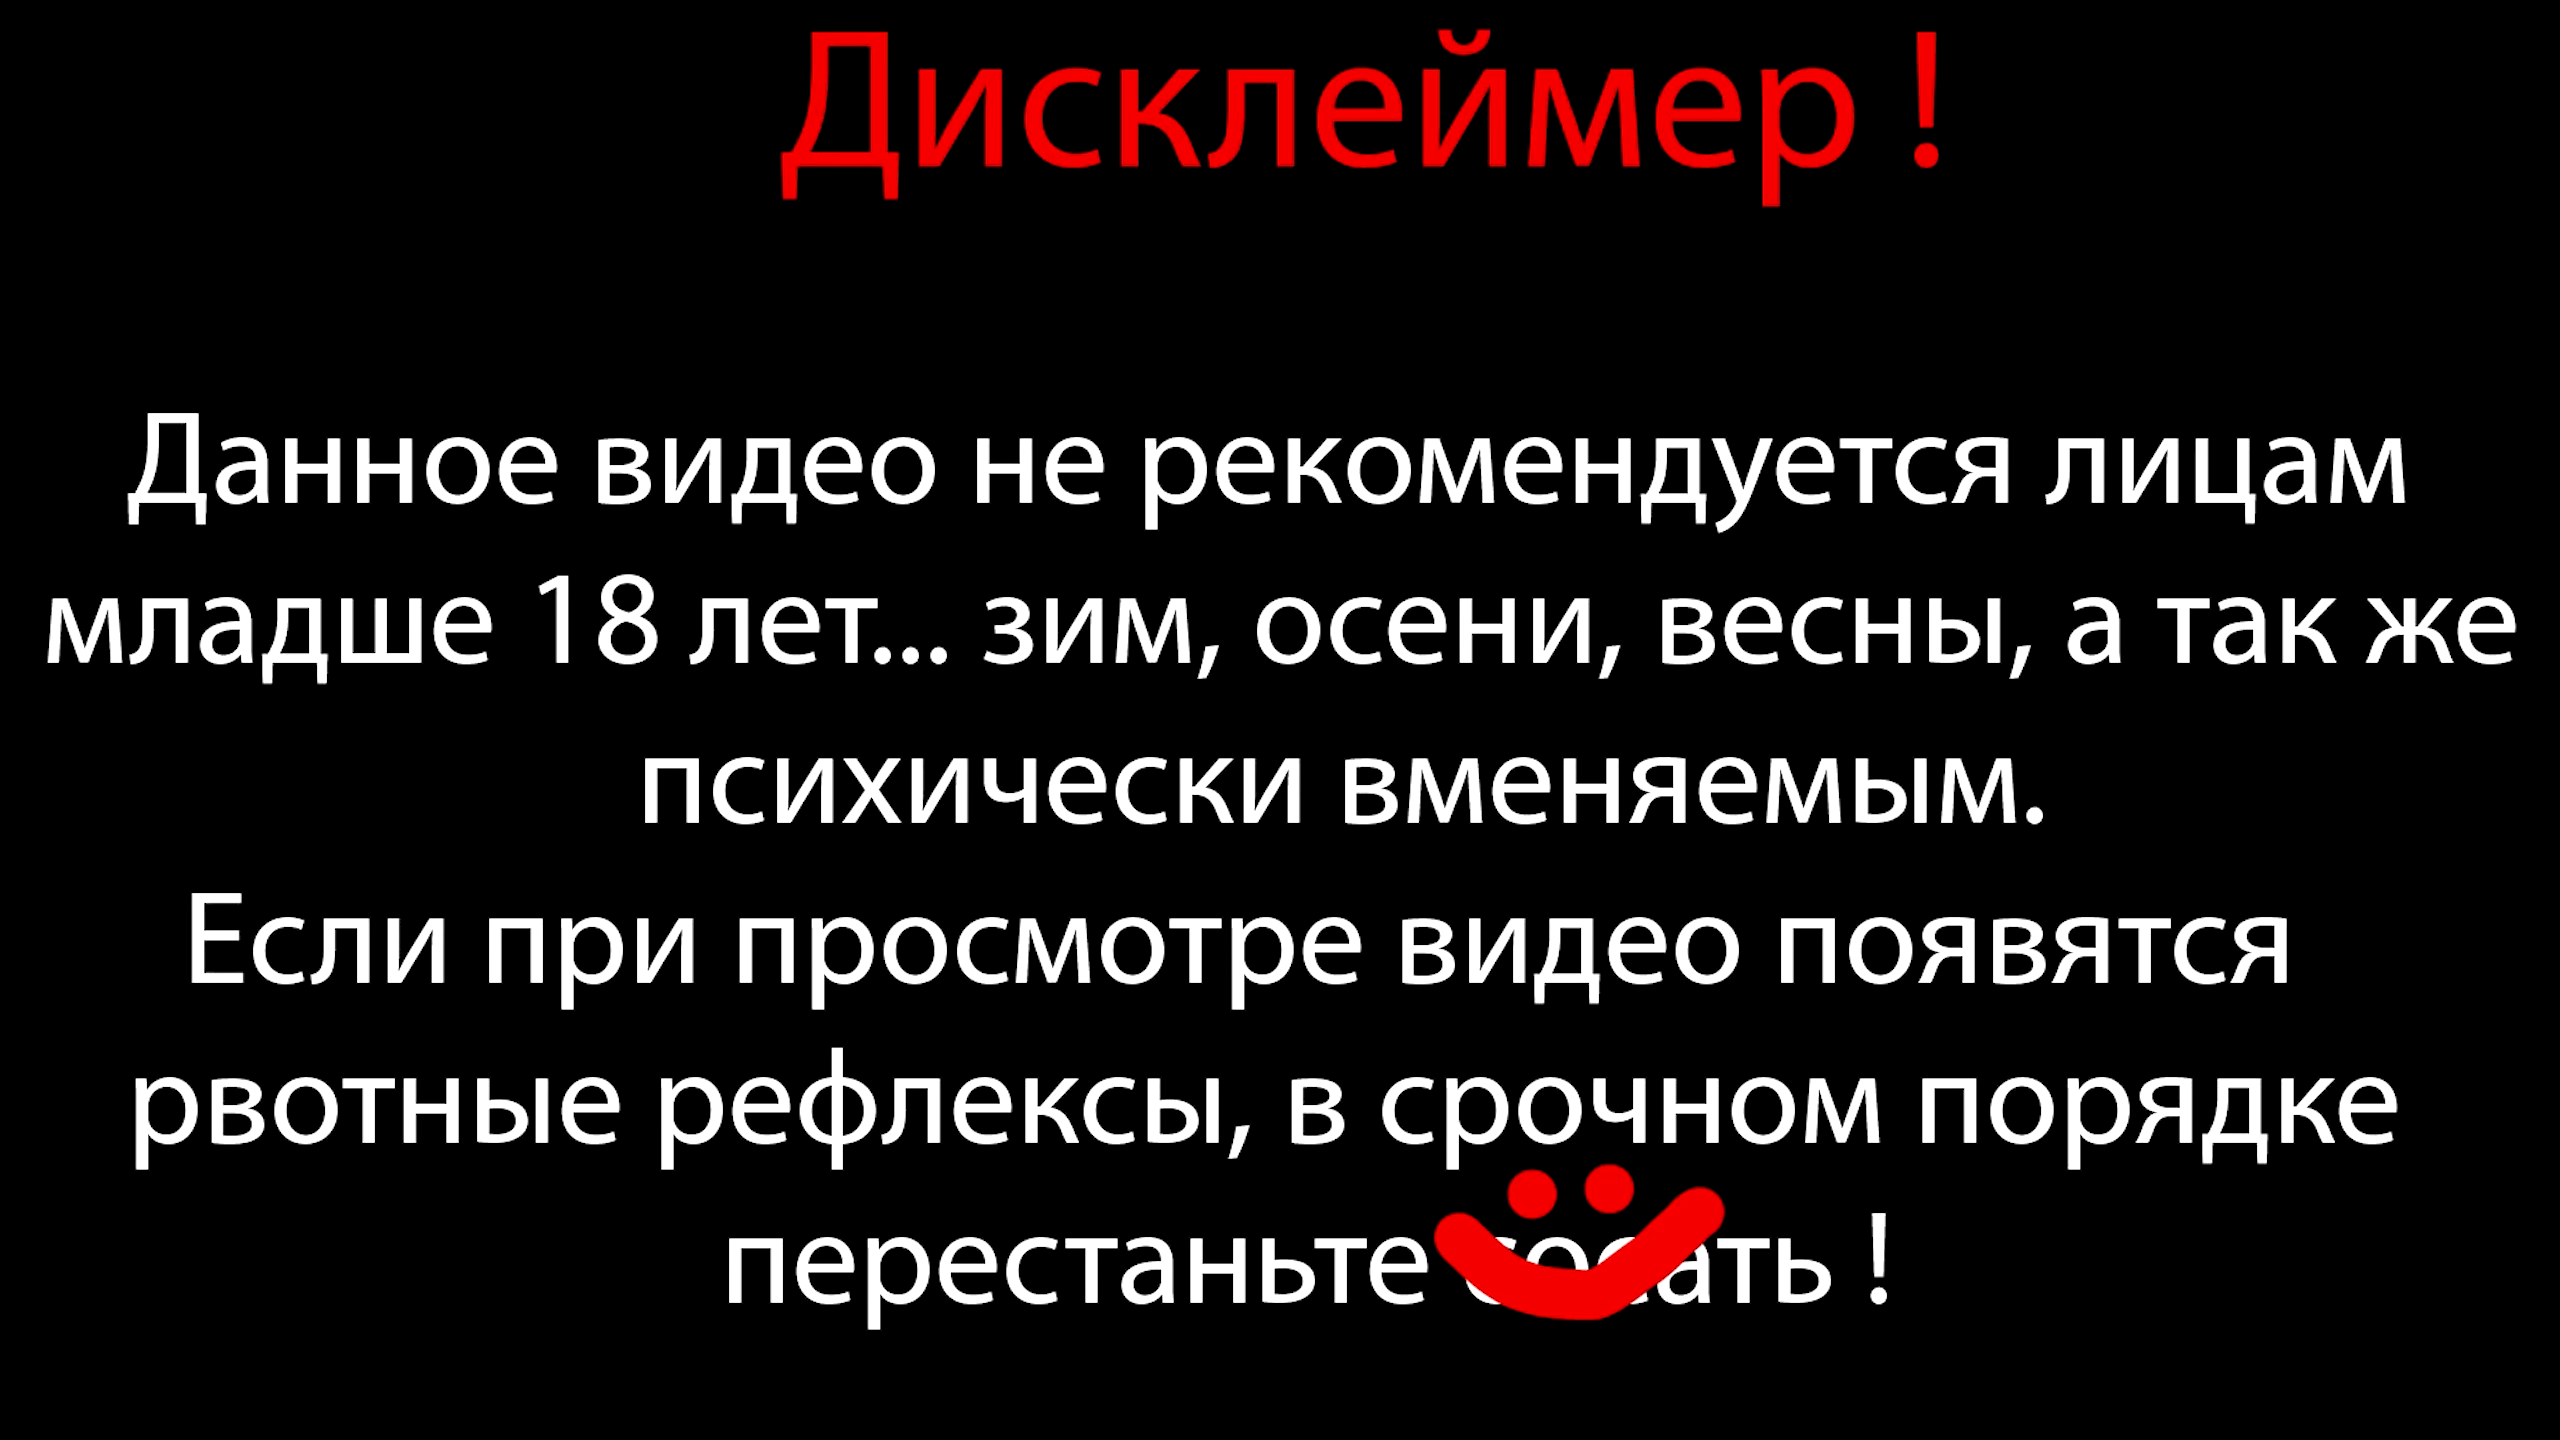 Дисклеймер !
Данное видео не рекомендуется лицам
младше 18 лет... зим, осени, весны, а так же
психически вменяемым.
Если при просмотре видео появятся
рвотные рефлексы, в срочном порядке
перестаньте сосать !